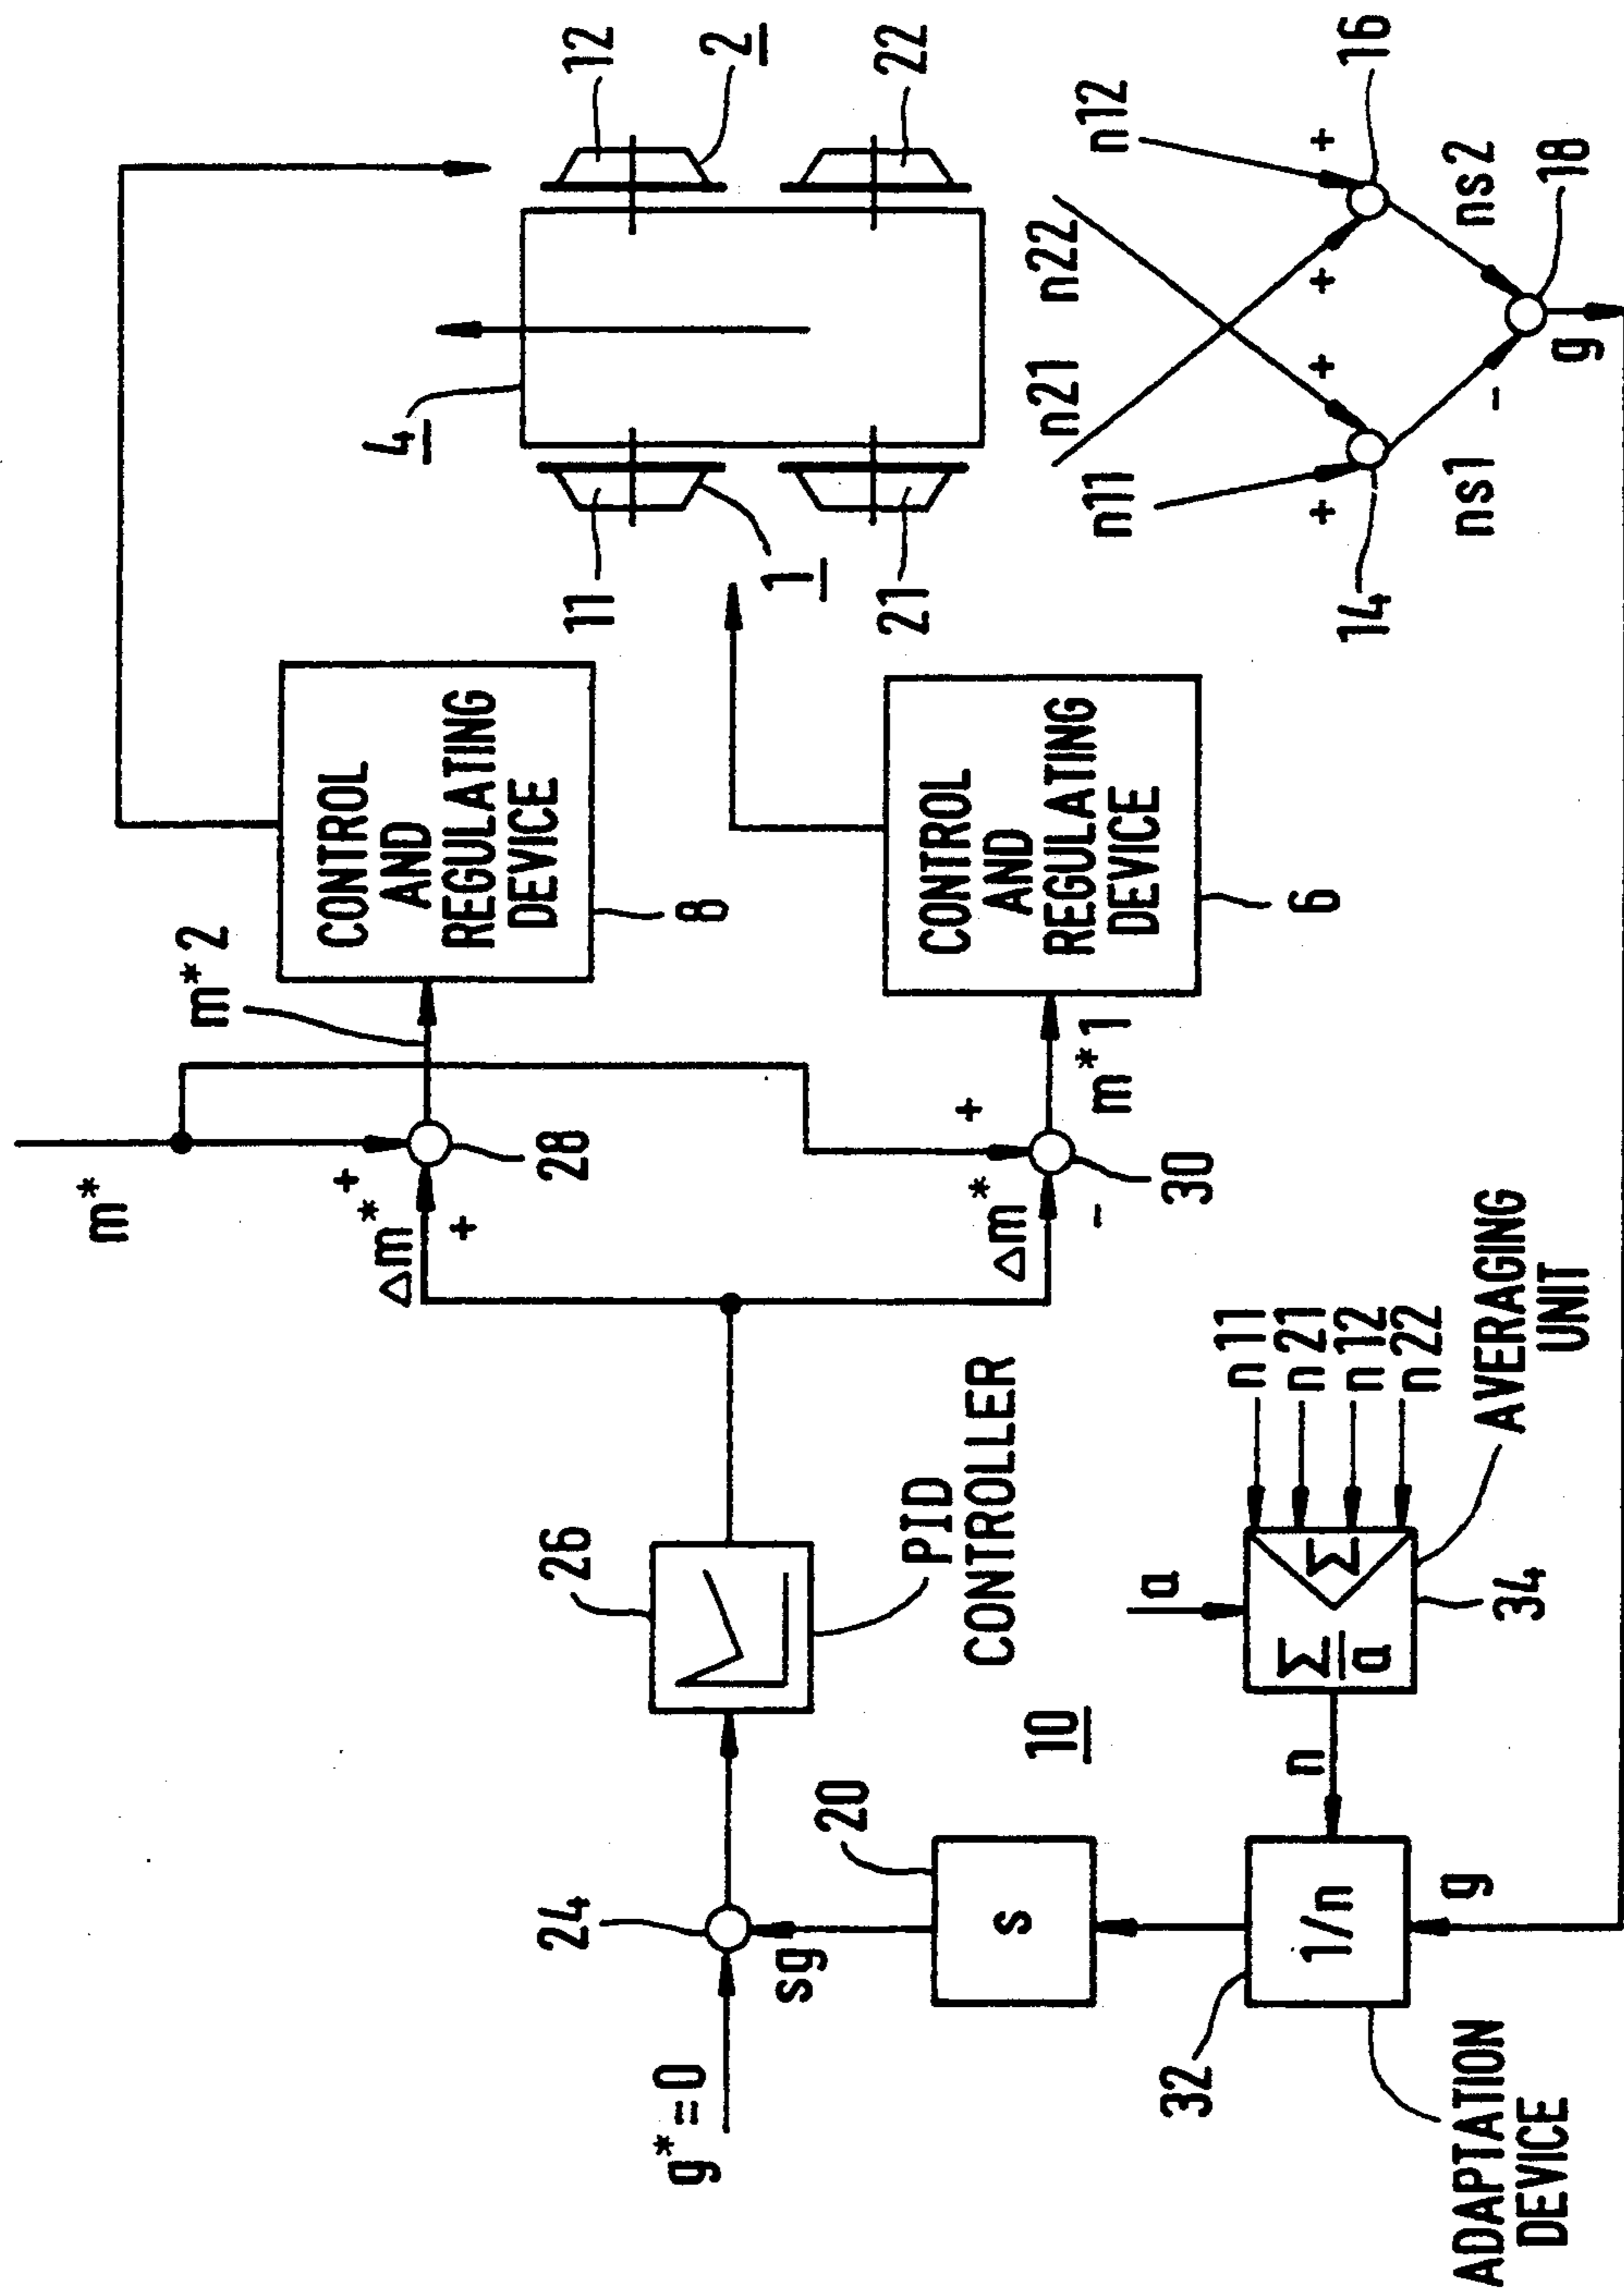 m*
m*2
CONTROL
AND
REGULATING
DEVICE
8
12
2
4
28
+
Δm*
+
11
1
22
21
CONTROL
AND
REGULATING
DEVICE
6
+
m*1
Δm*
-
30
26
PID
CONTROLLER
24
g*=0
sg
20
s
10
n11
n21
n22
n12
+
+
+
+
14
16
ns1
ns2
-
18
g
n11
n21
n12
n22
a
Σ
Σ
a
34
AVERAGING
UNIT
n
1/n
g
32
ADAPTATION
DEVICE